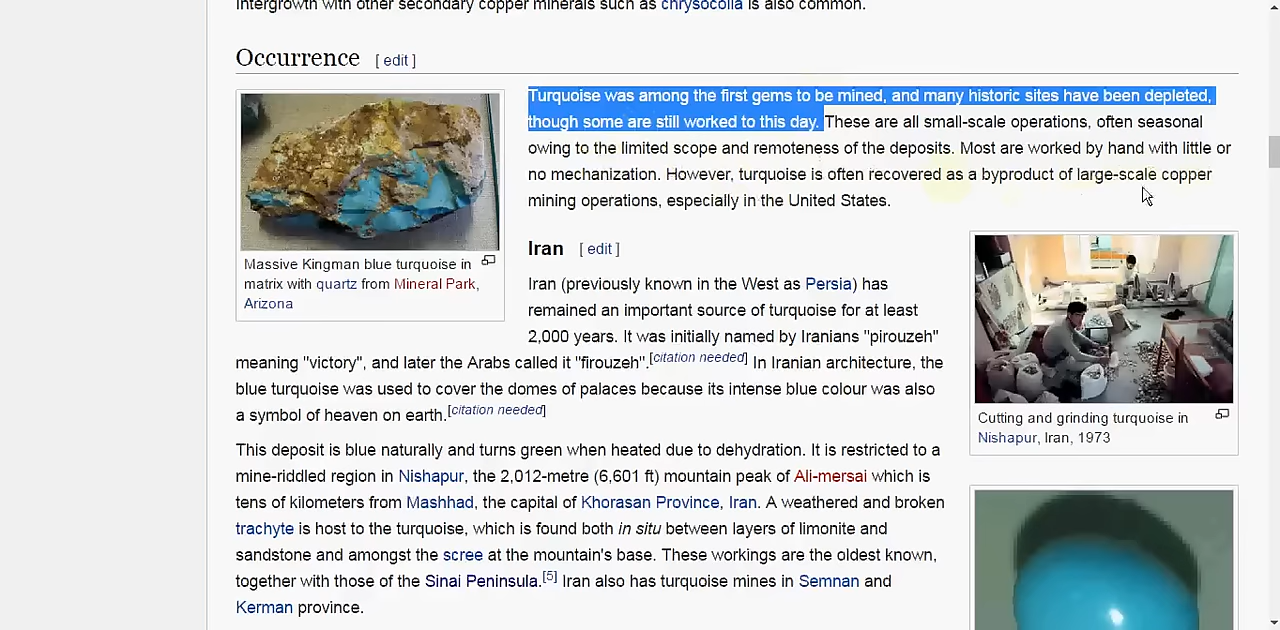 Intergrowth with other secondary copper minerals such as chrysocolla is also common.
Occurrence [ edit ]
Turquoise was among the first gems to be mined, and many historic sites have been depleted,
though some are still worked to this day. These are all small-scale operations, often seasonal
owing to the limited scope and remoteness of the deposits. Most are worked by hand with little or
no mechanization. However, turquoise is often recovered as a byproduct of large-scale copper
mining operations, especially in the United States.
Massive Kingman blue turquoise in
matrix with quartz from Mineral Park,
Arizona
Iran [ edit ]
Iran (previously known in the West as Persia) has
remained an important source of turquoise for at least
2,000 years. It was initially named by Iranians "pirouzeh"
meaning "victory", and later the Arabs called it "firouzeh".[citation needed] In Iranian architecture, the
blue turquoise was used to cover the domes of palaces because its intense blue colour was also
a symbol of heaven on earth.[citation needed]
Cutting and grinding turquoise in
Nishapur, Iran, 1973
This deposit is blue naturally and turns green when heated due to dehydration. It is restricted to a
mine-riddled region in Nishapur, the 2,012-metre (6,601 ft) mountain peak of Ali-mersai which is
tens of kilometers from Mashhad, the capital of Khorasan Province, Iran. A weathered and broken
trachyte is host to the turquoise, which is found both in situ between layers of limonite and
sandstone and amongst the scree at the mountain's base. These workings are the oldest known,
together with those of the Sinai Peninsula.[5] Iran also has turquoise mines in Semnan and
Kerman province.